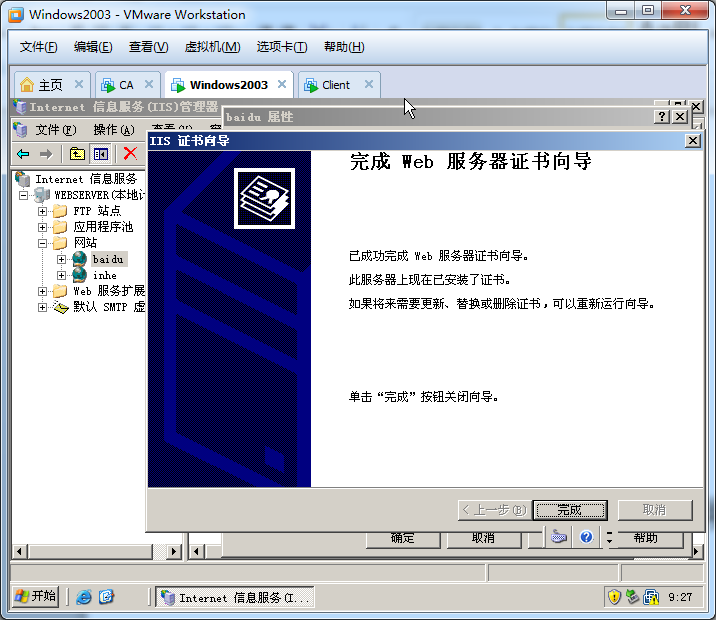 Windows2003 - VMware Workstation
文件(F) 编辑(E) 查看(V) 虚拟机(M) 选项卡(T) 帮助(H)
主页 CA Windows2003 Client
Internet 信息服务(IIS)管理器
baidu 属性
文件(F) 操作(A)
IIS 证书向导
完成 Web 服务器证书向导
Internet 信息服务
WEBSERVER(本地计
FTP 站点
应用程序池
网站
baidu
inhe
Web 服务扩展
默认 SMTP 虚
已成功完成 Web 服务器证书向导。
此服务器上现在已安装了证书。
如果将来需要更新、替换或删除证书,可以重新运行向导。
单击“完成”按钮关闭向导。
< 上一步(B) 完成 取消
确定 取消 帮助
开始 Internet 信息服务(I... 9:27